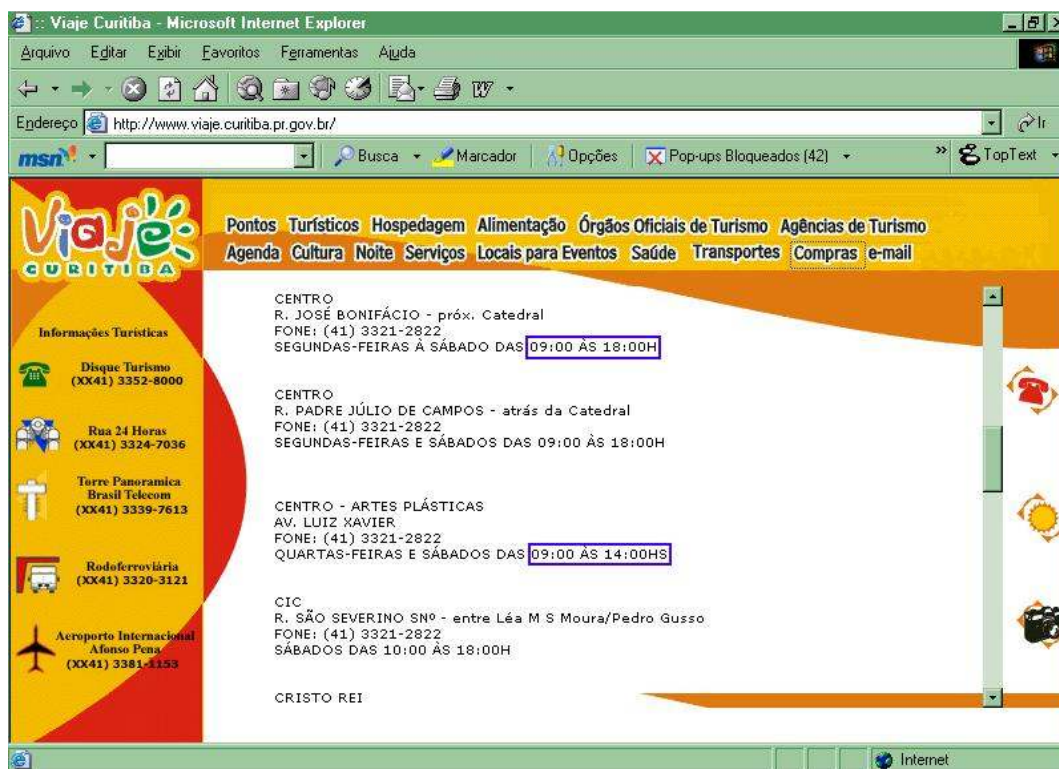 :: Viaje Curitiba - Microsoft Internet Explorer
Arquivo Editar Exibir Favoritos Ferramentas Ajuda
Endereço http://www.viaje.curitiba.pr.gov.br/ Ir
msn Busca Marcador Opções Pop-ups Bloqueados (42) » TopText
Viaje
CURITIBA
Pontos Turísticos Hospedagem Alimentação Órgãos Oficiais de Turismo Agências de Turismo
Agenda Cultura Noite Serviços Locais para Eventos Saúde Transportes Compras e-mail
Informações Turísticas
Disque Turismo
(XX41) 3352-8000
Rua 24 Horas
(XX41) 3324-7036
Torre Panoramica
Brasil Telecom
(XX41) 3339-7613
Rodoferroviária
(XX41) 3320-3121
Aeroporto Internacional
Afonso Pena
(XX41) 3381-1153
CENTRO
R. JOSÉ BONIFÁCIO - próx. Catedral
FONE: (41) 3321-2822
SEGUNDAS-FEIRAS À SÁBADO DAS 09:00 ÀS 18:00H
CENTRO
R. PADRE JÚLIO DE CAMPOS - atrás da Catedral
FONE: (41) 3321-2822
SEGUNDAS-FEIRAS E SÁBADOS DAS 09:00 ÀS 18:00H
CENTRO - ARTES PLÁSTICAS
AV. LUIZ XAVIER
FONE: (41) 3321-2822
QUARTAS-FEIRAS E SÁBADOS DAS 09:00 ÀS 14:00HS
CIC
R. SÃO SEVERINO SNº - entre Léa M S Moura/Pedro Gusso
FONE: (41) 3321-2822
SÁBADOS DAS 10:00 ÀS 18:00H
CRISTO REI
Internet